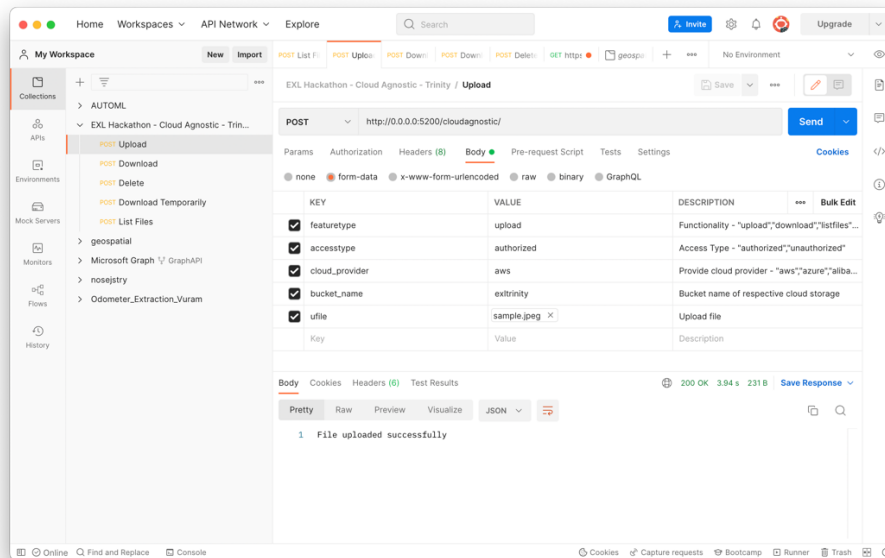 Home Workspaces API Network Explore Search Invite Upgrade
My Workspace New Import POST List F POST Uploa POST Down POST Down POST Delet GET https geospa No Environment
Collections
APIs
Environments
Mock Servers
Monitors
Flows
History
AUTOML
EXL Hackathon - Cloud Agnostic - Trin...
POST Upload
POST Download
POST Delete
POST Download Temporarily
POST List Files
geospatial
Microsoft Graph GraphAPI
nosejstry
Odometer_Extraction_Vuram
EXL Hackathon - Cloud Agnostic - Trinity / Upload Save
POST http://0.0.0.0:5200/cloudagnostic/ Send
Params Authorization Headers (8) Body Pre-request Script Tests Settings Cookies
none form-data x-www-form-urlencoded raw binary GraphQL
KEY VALUE DESCRIPTION Bulk Edit
featuretype upload Functionality - "upload","download","listfiles"...
accesstype authorized Access Type - "authorized","unauthorized"
cloud_provider aws Provide cloud provider - "aws","azure","aliba...
bucket_name exltrinity Bucket name of respective cloud storage
ufile sample.jpeg Upload file
Key Value Description
Body Cookies Headers (6) Test Results 200 OK 3.94 s 231 B Save Response
Pretty Raw Preview Visualize JSON
1 File uploaded successfully
Online Find and Replace Console Cookies Capture requests Bootcamp Runner Trash